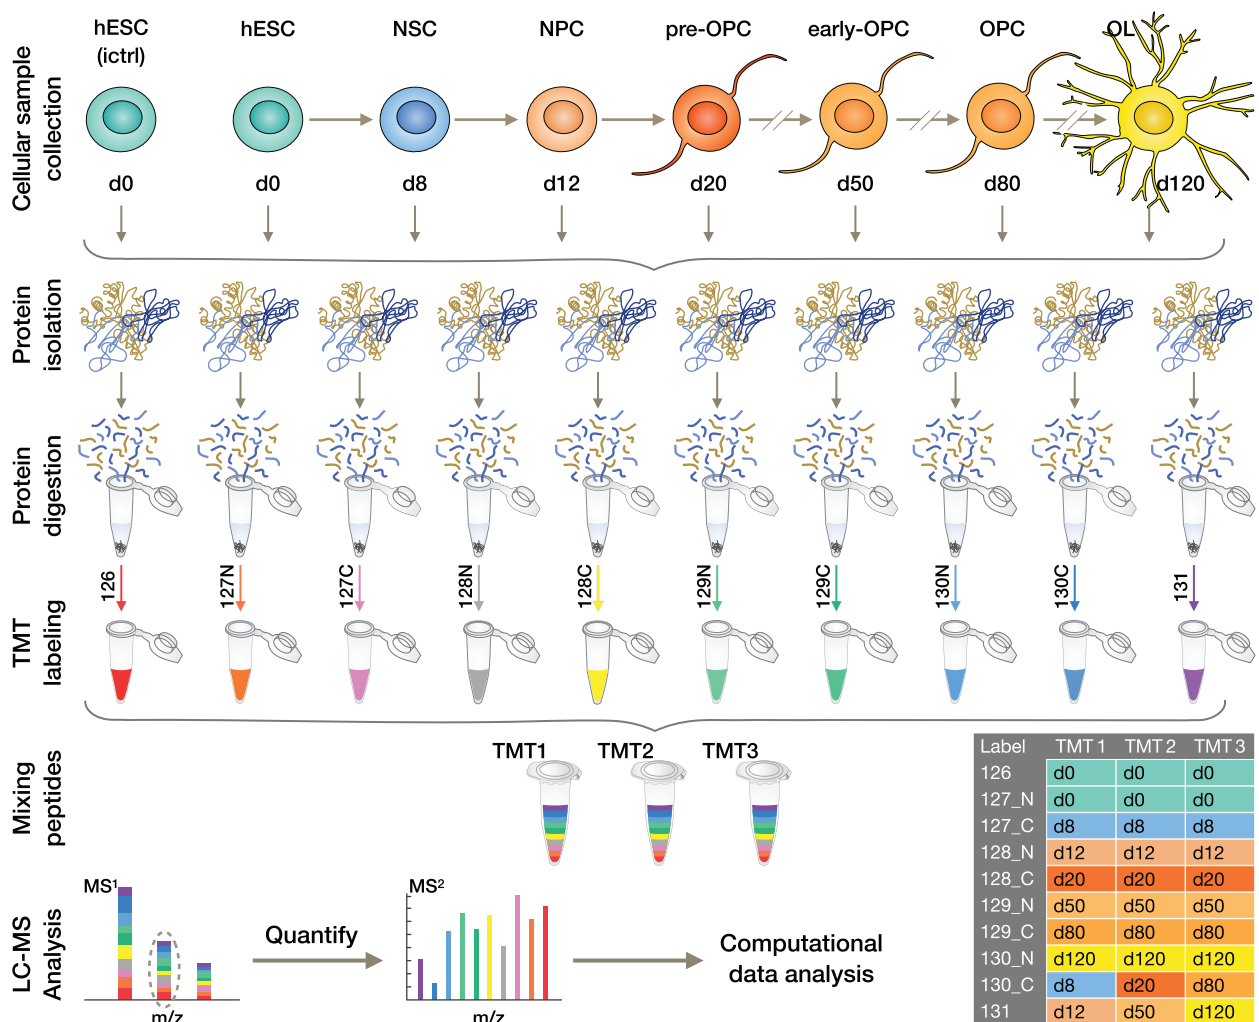 Cellular sample
collection
hESC
(ictrl)
hESC
NSC
NPC
pre-OPC
early-OPC
OPC
OL
d0
d0
d8
d12
d20
d50
d80
d120
Protein
isolation
Protein
digestion
TMT
labeling
126
127N
127C
128N
128C
129N
129C
130N
130C
131
Mixing
peptides
TMT1
TMT2
TMT3
LC-MS
Analysis
MS¹
m/z
Quantify
MS²
m/z
Computational
data analysis
Label TMT 1 TMT 2 TMT 3
126 d0 d0 d0
127_N d0 d0 d0
127_C d8 d8 d8
128_N d12 d12 d12
128_C d20 d20 d20
129_N d50 d50 d50
129_C d80 d80 d80
130_N d120 d120 d120
130_C d8 d20 d80
131 d12 d50 d120